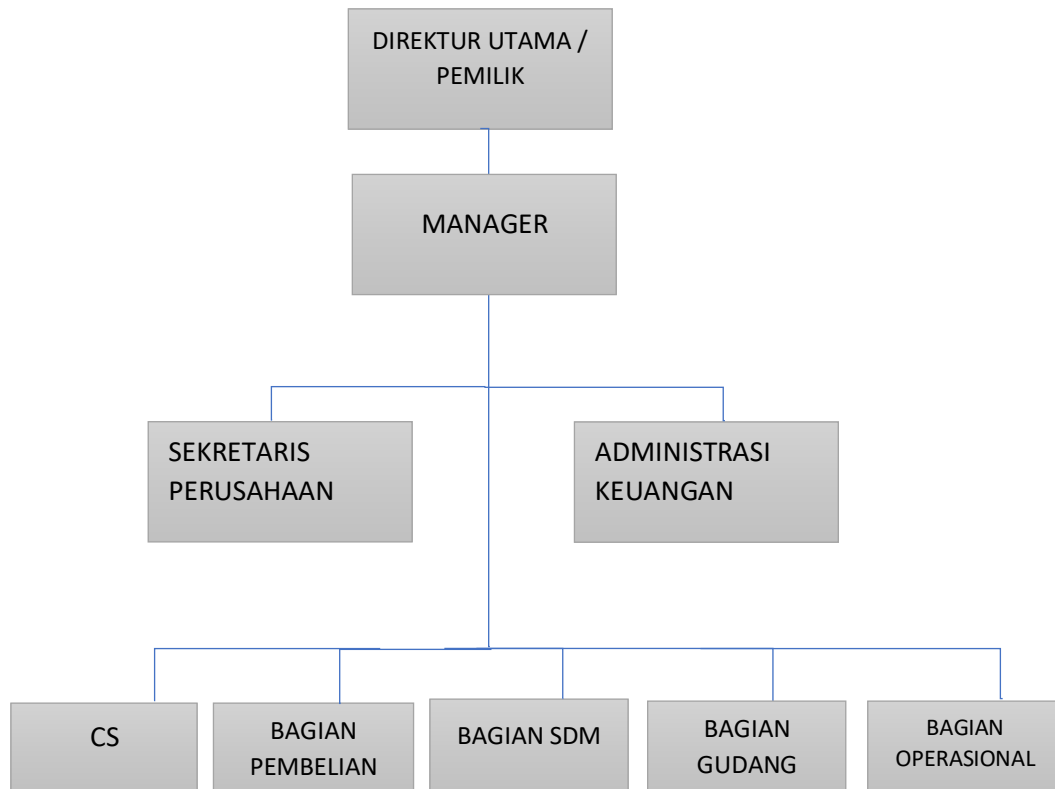 DIREKTUR UTAMA /
PEMILIK
MANAGER
SEKRETARIS
PERUSAHAAN
ADMINISTRASI
KEUANGAN
CS
BAGIAN
PEMBELIAN
BAGIAN SDM
BAGIAN
GUDANG
BAGIAN
OPERASIONAL